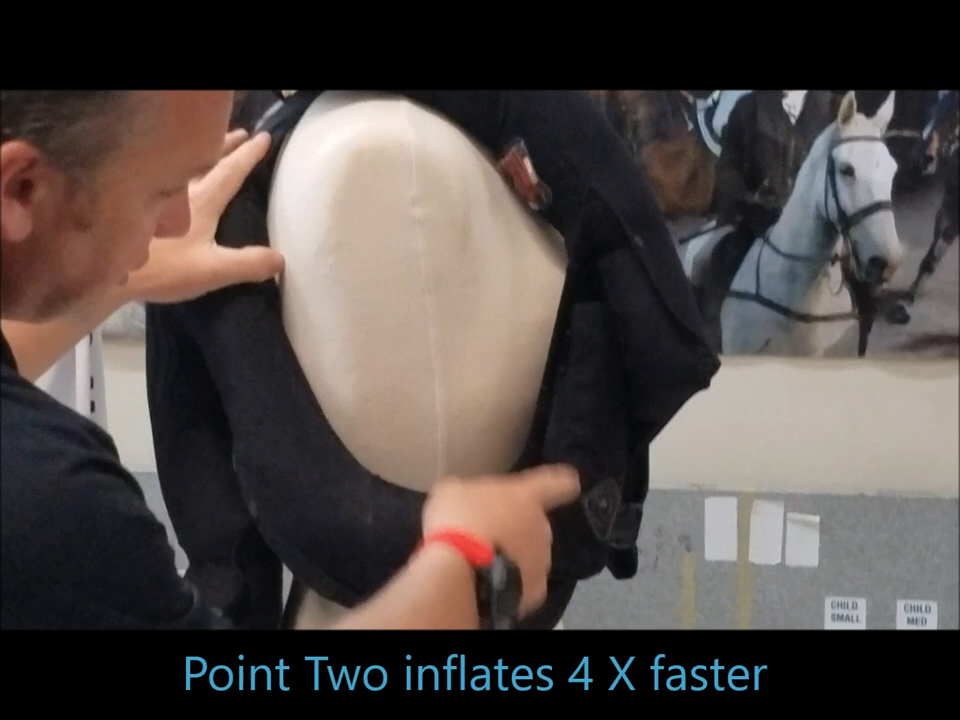 CHILD
SMALL
CHILD
MED
Point Two inflates 4 X faster